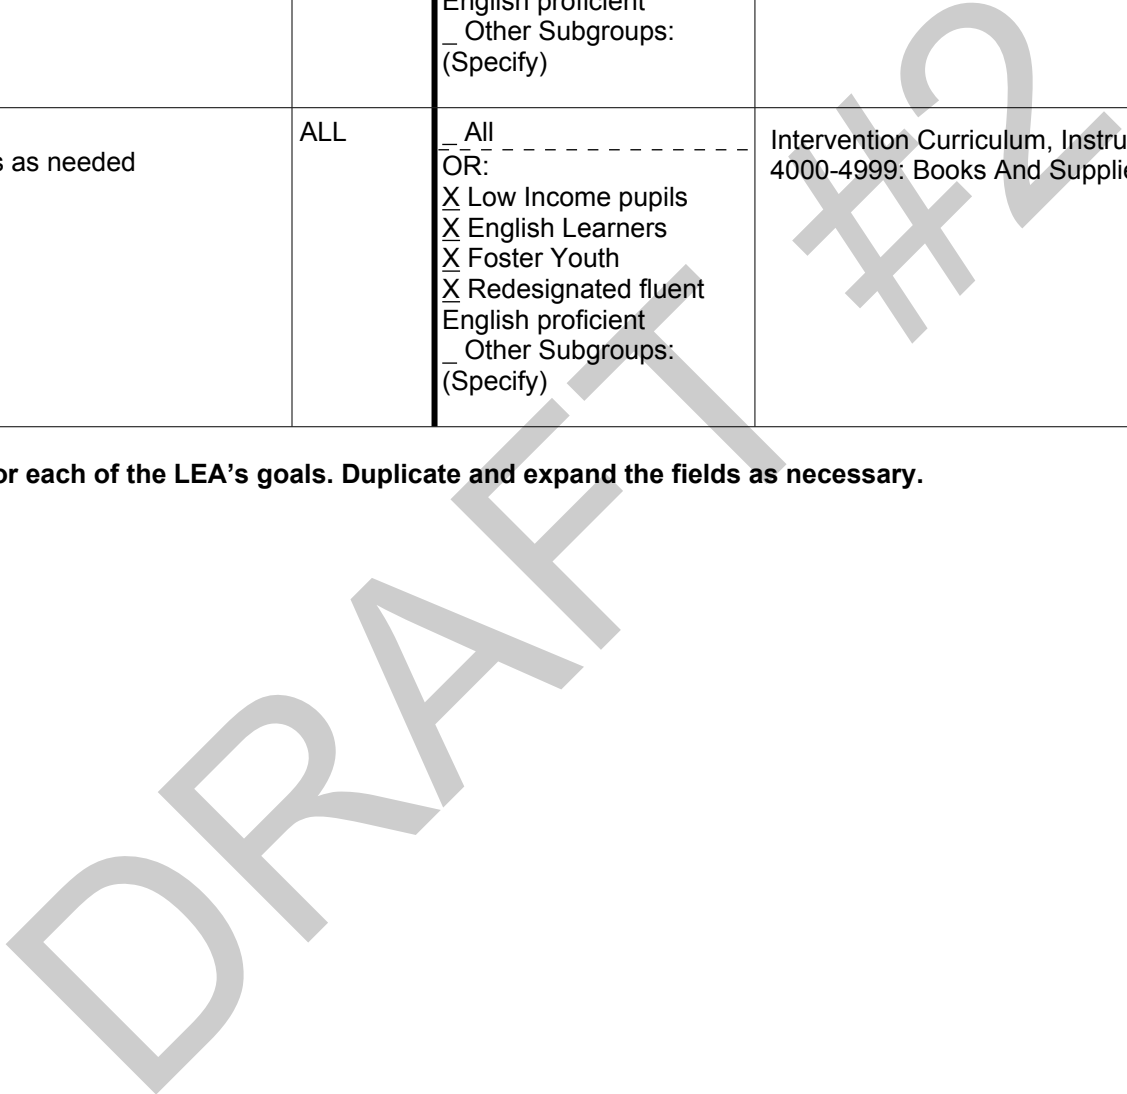 English proficient
_ Other Subgroups:
(Specify)
s as needed
ALL
_ All
OR:
X Low Income pupils
X English Learners
X Foster Youth
X Redesignated fluent
English proficient
_ Other Subgroups:
(Specify)
Intervention Curriculum, Instru
4000-4999: Books And Supplie
or each of the LEA’s goals. Duplicate and expand the fields as necessary.
DRAFT #2